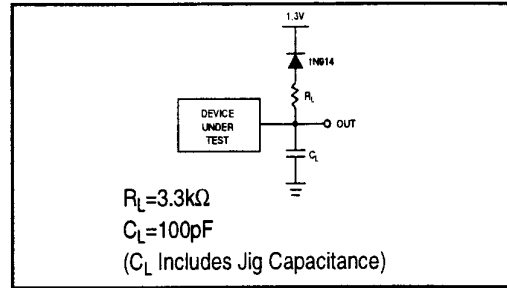 1.3V
1N914
RL
DEVICE
UNDER
TEST
OUT
CL
RL=3.3kΩ
CL=100pF
(CL Includes Jig Capacitance)